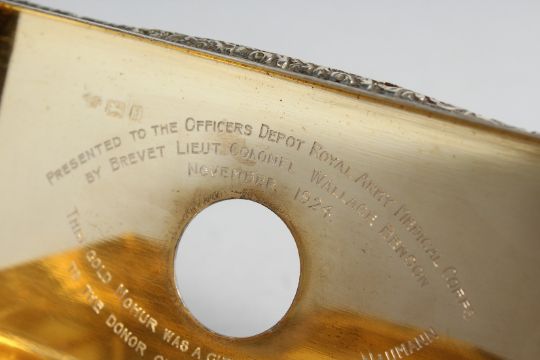 PRESENTED TO THE OFFICERS DEPOT ROYAL ARMY MEDICAL CORPS
BY BREVET LIEUT. COLONEL WALLACE BENSON
NOVEMBER 1924.
THIS GOLD MOHUR WAS A
TO THE DONOR